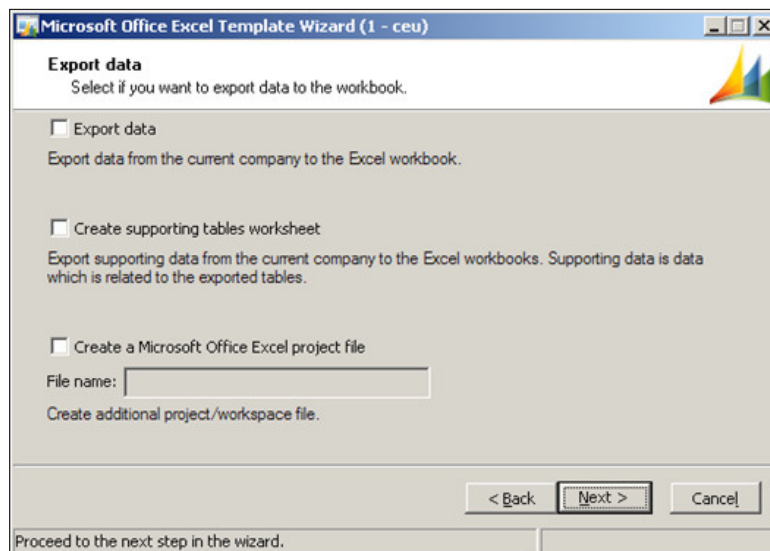 Microsoft Office Excel Template Wizard (1 - ceu)
Export data
Select if you want to export data to the workbook.
Export data
Export data from the current company to the Excel workbook.
Create supporting tables worksheet
Export supporting data from the current company to the Excel workbooks. Supporting data is data
which is related to the exported tables.
Create a Microsoft Office Excel project file
File name:
Create additional project/workspace file.
< Back Next > Cancel
Proceed to the next step in the wizard.